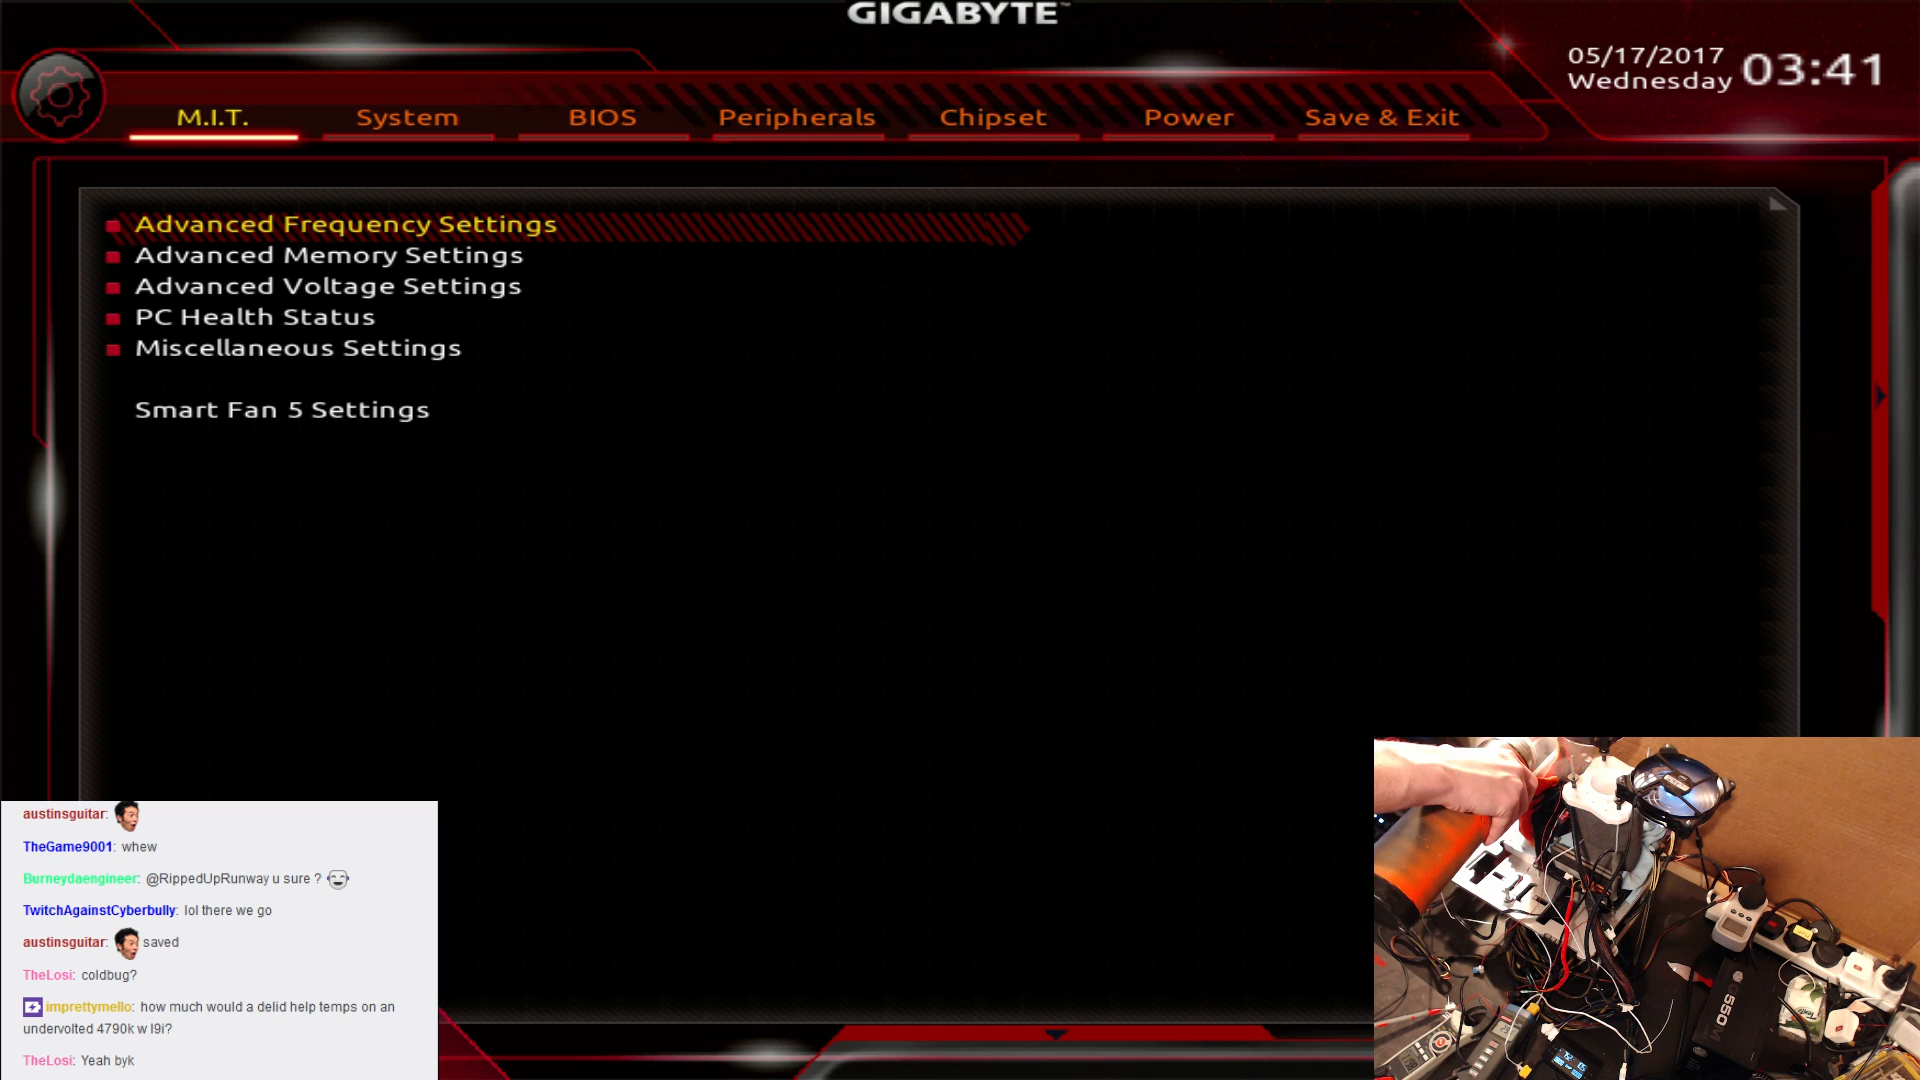 GIGABYTE
05/17/2017
Wednesday
03:41
M.I.T.
System
BIOS
Peripherals
Chipset
Power
Save & Exit
Advanced Frequency Settings
Advanced Memory Settings
Advanced Voltage Settings
PC Health Status
Miscellaneous Settings
Smart Fan 5 Settings
austinsguitar:
TheGame9001: whew
Burneydaengineer: @RippedUpRunway u sure ?
TwitchAgainstCyberbully: lol there we go
austinsguitar: saved
TheLosi: coldbug?
imprettymello: how much would a delid help temps on an
undervolted 4790k w l9i?
TheLosi: Yeah byk
G550M